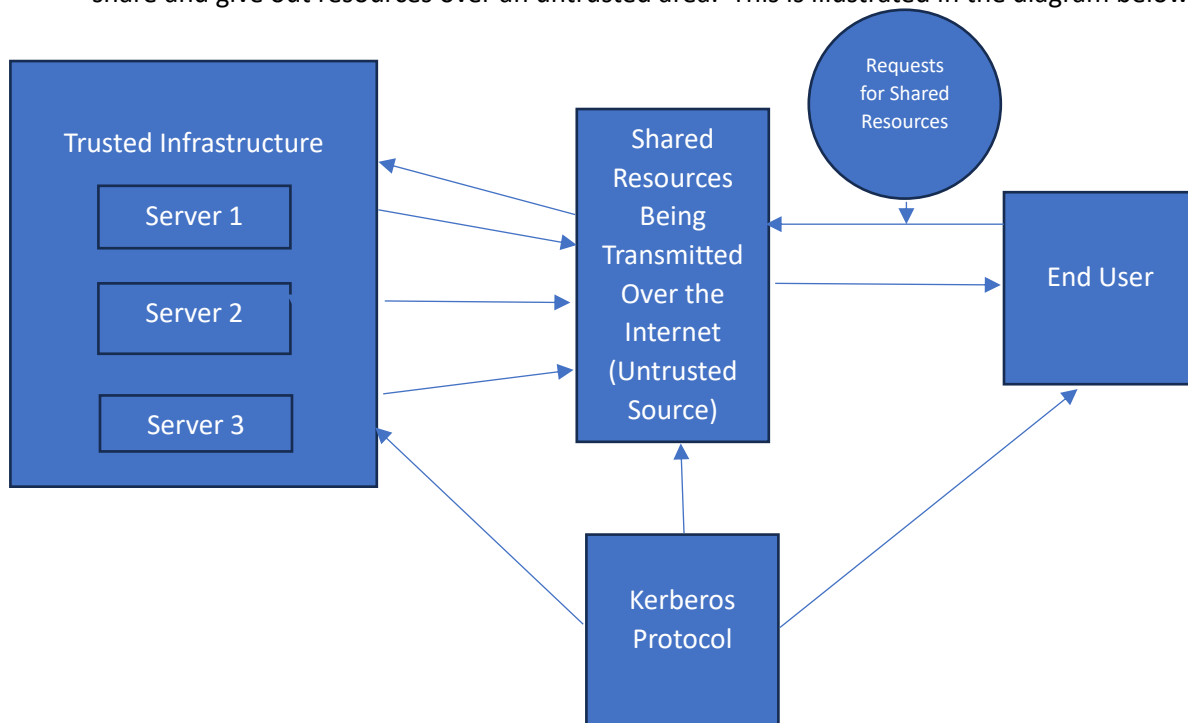 share and give out resources over an untrusted area. This is illustrated in the diagram below
Requests
for Shared
Resources
Trusted Infrastructure
Server 1
Server 2
Server 3
Shared
Resources
Being
Transmitted
Over the
Internet
(Untrusted
Source)
End User
Kerberos
Protocol